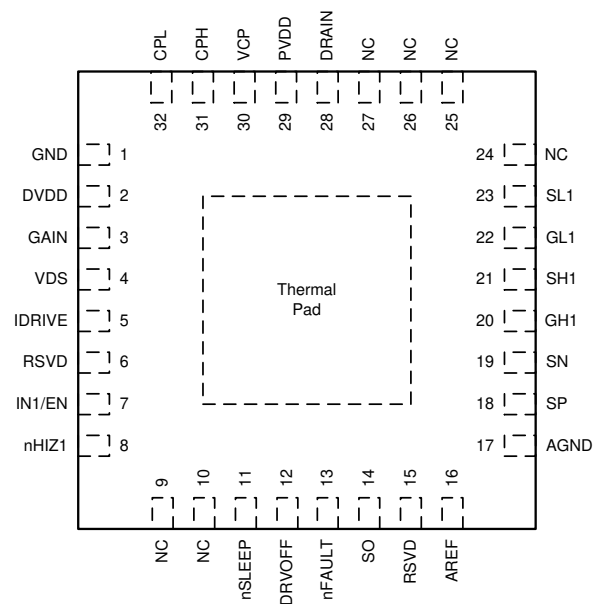 CPL CPH VCP PVDD DRAIN NC NC NC
32 31 30 29 28 27 26 25
GND 1
DVDD 2
GAIN 3
VDS 4
IDRIVE 5
RSVD 6
IN1/EN 7
nHIZ1 8
Thermal
Pad
24 NC
23 SL1
22 GL1
21 SH1
20 GH1
19 SN
18 SP
17 AGND
9 10 11 12 13 14 15 16
NC NC nSLEEP DRVOFF nFAULT SO RSVD AREF